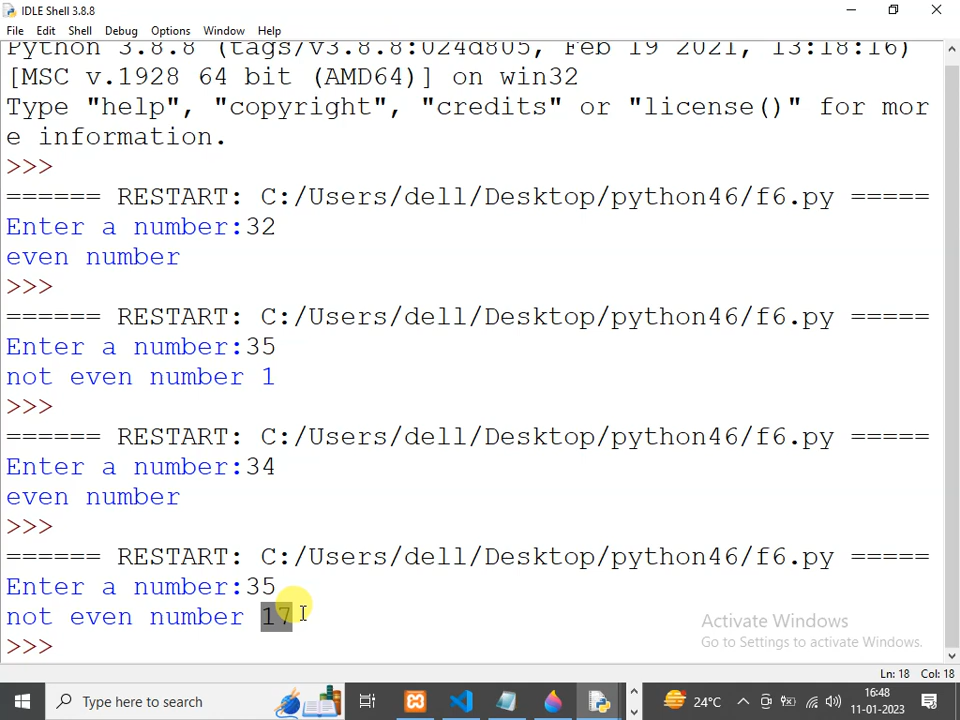 IDLE Shell 3.8.8
File Edit Shell Debug Options Window Help
Python 3.8.8 (tags/v3.8.8:024d805, Feb 19 2021, 13:18:16)
[MSC v.1928 64 bit (AMD64)] on win32
Type "help", "copyright", "credits" or "license()" for mor
e information.
>>>
====== RESTART: C:/Users/dell/Desktop/python46/f6.py =====
Enter a number:32
even number
>>>
====== RESTART: C:/Users/dell/Desktop/python46/f6.py =====
Enter a number:35
not even number 1
>>>
====== RESTART: C:/Users/dell/Desktop/python46/f6.py =====
Enter a number:34
even number
>>>
====== RESTART: C:/Users/dell/Desktop/python46/f6.py =====
Enter a number:35
not even number 17
>>>
Activate Windows
Go to Settings to activate Windows.
Ln: 18 Col: 18
Type here to search
24°C
16:48
11-01-2023